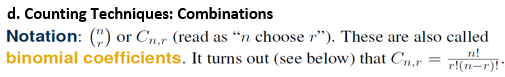 d. Counting Techniques: Combinations
Notation: $\binom{n}{r}$ or $C_{n,r}$ (read as “$n$ choose $r$”). These are also called
binomial coefficients. It turns out (see below) that $C_{n,r} = \frac{n!}{r!(n-r)!}$.